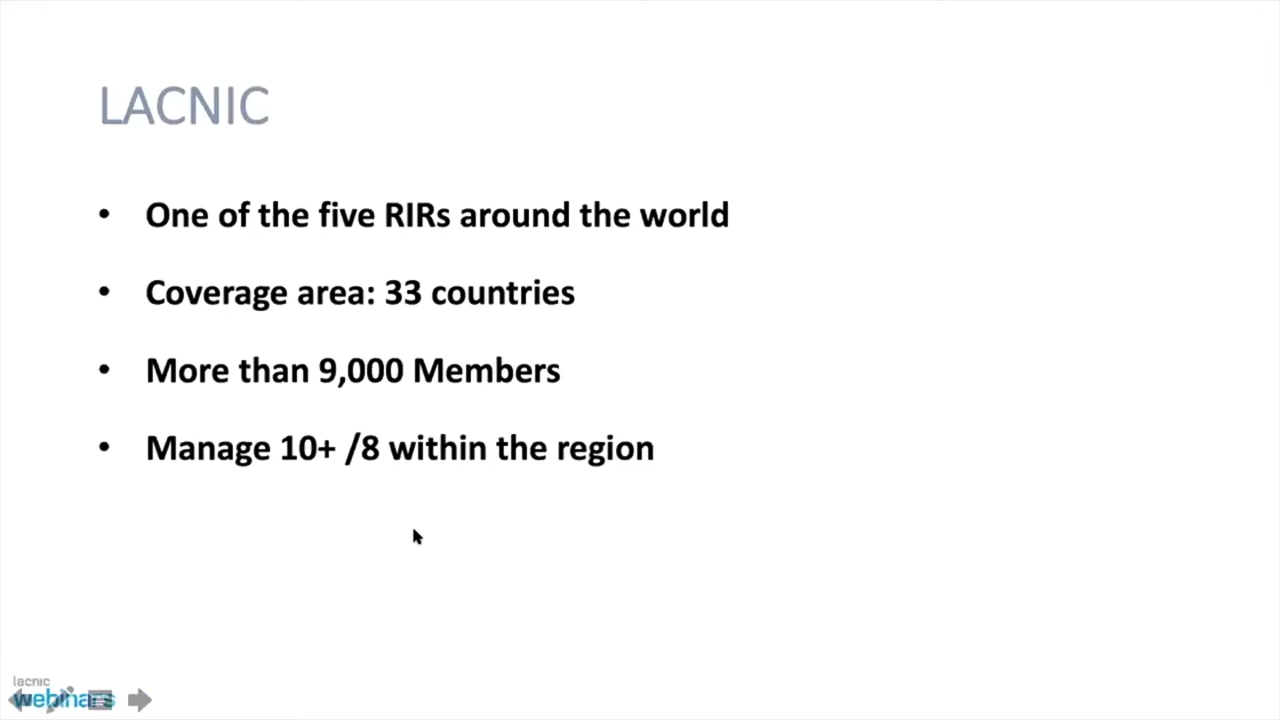 LACNIC
• One of the five RIRs around the world
• Coverage area: 33 countries
• More than 9,000 Members
• Manage 10+ /8 within the region
lacnic
webinars